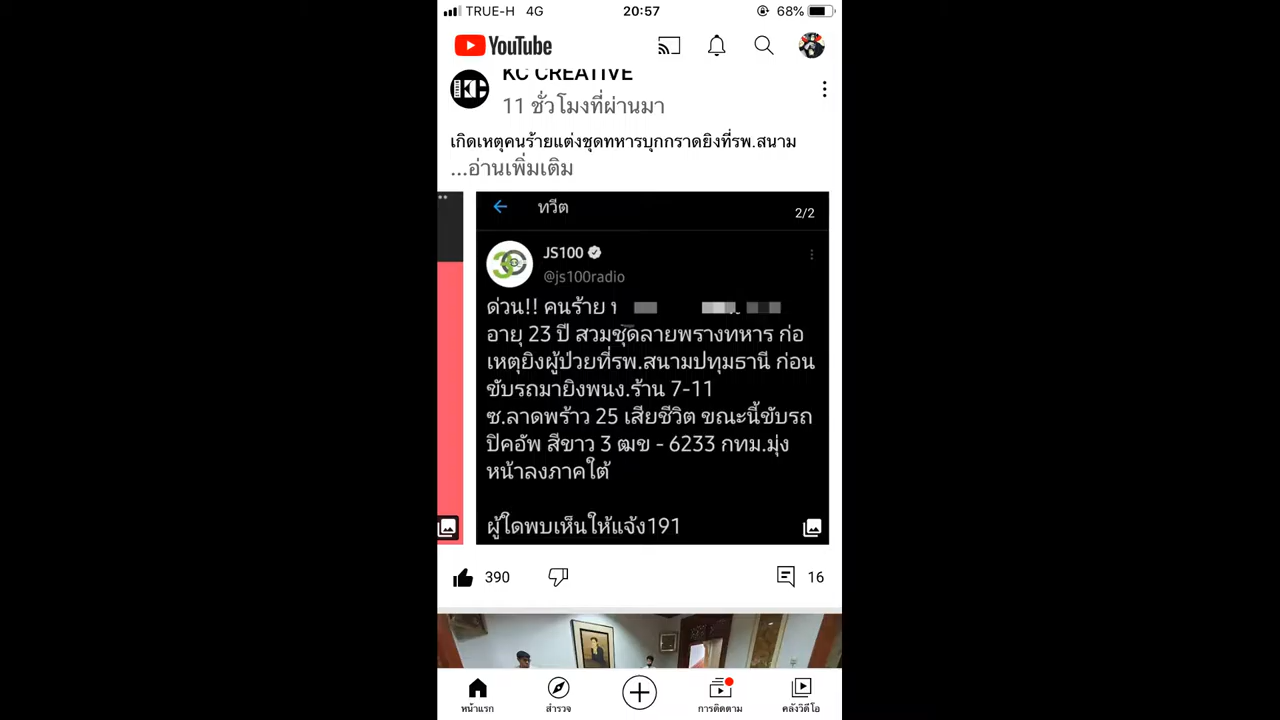 TRUE-H 4G 20:57 68%
YouTube
KC CREATIVE
KC
11 ชั่วโมงที่ผ่านมา
เกิดเหตุคนร้ายแต่งชุดทหารบุกกราดยิงที่รพ.สนาม
...อ่านเพิ่มเติม
ทวีต
2/2
JS100
@js100radio
ด่วน!! คนร้าย
อายุ 23 ปี สวมชุดลายพรางทหาร ก่อ
เหตุยิงผู้ป่วยที่รพ.สนามปทุมธานี ก่อน
ขับรถมายิงพนง.ร้าน 7-11
ซ.ลาดพร้าว 25 เสียชีวิต ขณะนี้ขับรถ
ปิคอัพ สีขาว 3 ฒข - 6233 กทม.มุ่ง
หน้าลงภาคใต้
ผู้ใดพบเห็นให้แจ้ง191
390
16
หน้าแรก
สำรวจ
การติดตาม
คลังวิดีโอ